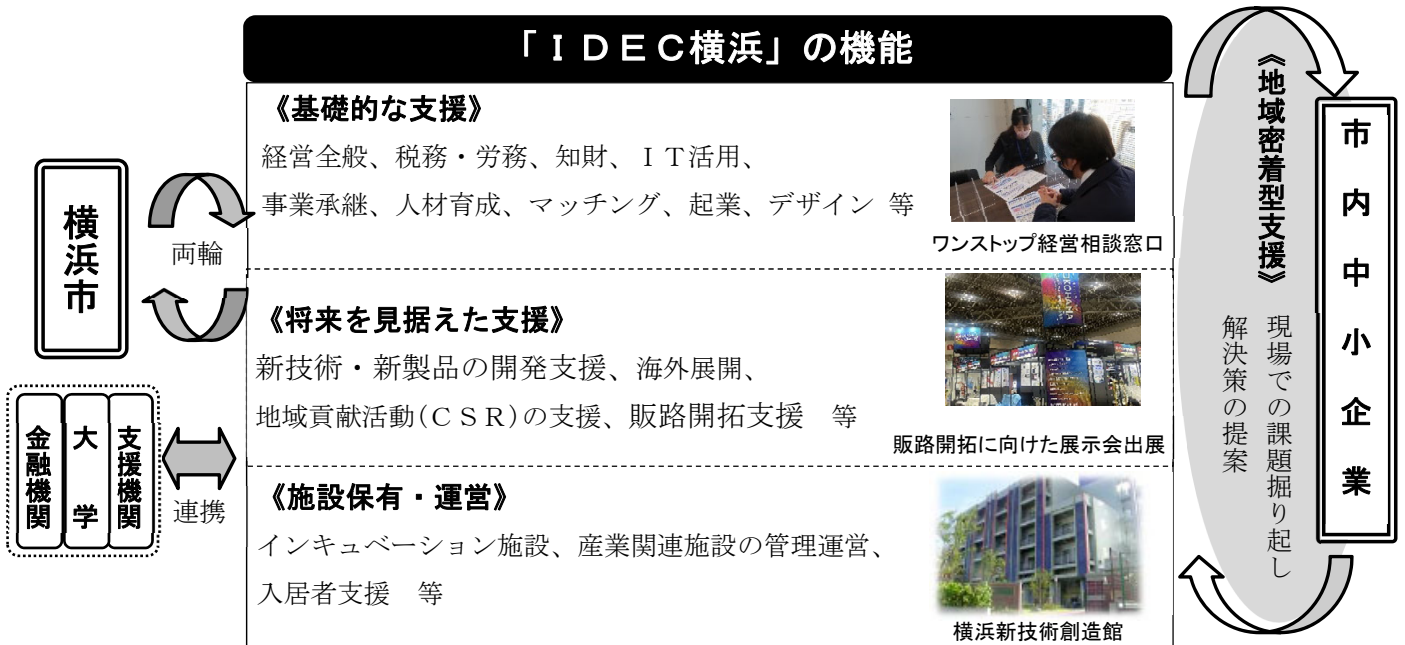 「ＩＤＥＣ横浜」の機能
横浜市
両輪
金融機関
大学
支援機関
連携
《基礎的な支援》
経営全般、税務・労務、知財、ＩＴ活用、
事業承継、人材育成、マッチング、起業、デザイン 等
ワンストップ経営相談窓口
《将来を見据えた支援》
新技術・新製品の開発支援、海外展開、
地域貢献活動(ＣＳＲ)の支援、販路開拓支援　等
販路開拓に向けた展示会出展
《施設保有・運営》
インキュベーション施設、産業関連施設の管理運営、
入居者支援　等
横浜新技術創造館
《地域密着型支援》
現場での課題掘り起し
解決策の提案
市内中小企業